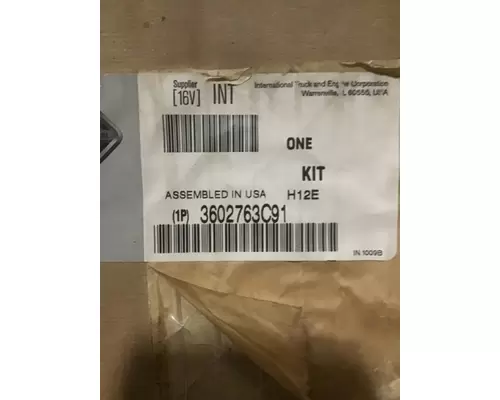 Supplier
[16V] INT
International Truck and Engine Corporation
Warrenville, IL 60555, USA
ONE
KIT
ASSEMBLED IN USA H12E
(1P) 3602763C91
IN 1009B